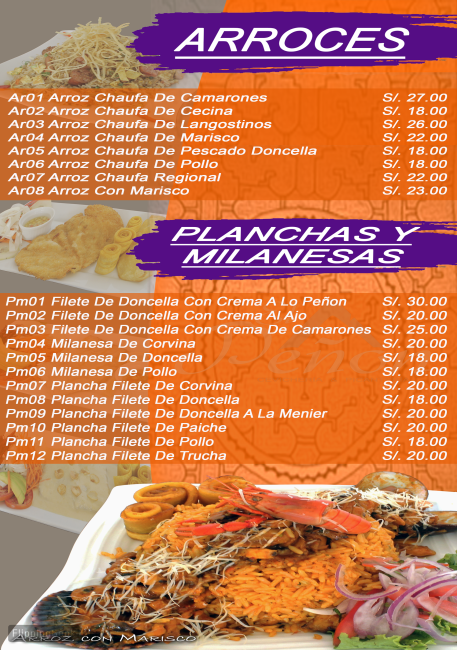 ARROCES
Ar01 Arroz Chaufa De Camarones S/. 27.00
Ar02 Arroz Chaufa De Cecina S/. 18.00
Ar03 Arroz Chaufa De Langostinos S/. 26.00
Ar04 Arroz Chaufa De Marisco S/. 22.00
Ar05 Arroz Chaufa De Pescado Doncella S/. 18.00
Ar06 Arroz Chaufa De Pollo S/. 18.00
Ar07 Arroz Chaufa Regional S/. 22.00
Ar08 Arroz Con Marisco S/. 23.00
PLANCHAS Y
MILANESAS
Pm01 Filete De Doncella Con Crema A Lo Peñon S/. 30.00
Pm02 Filete De Doncella Con Crema Al Ajo S/. 20.00
Pm03 Filete De Doncella Con Crema De Camarones S/. 25.00
Pm04 Milanesa De Corvina S/. 20.00
Pm05 Milanesa De Doncella S/. 18.00
Pm06 Milanesa De Pollo S/. 18.00
Pm07 Plancha Filete De Corvina S/. 20.00
Pm08 Plancha Filete De Doncella S/. 18.00
Pm09 Plancha Filete De Doncella A La Menier S/. 20.00
Pm10 Plancha Filete De Paiche S/. 20.00
Pm11 Plancha Filete De Pollo S/. 18.00
Pm12 Plancha Filete De Trucha S/. 20.00
Arroz con Marisco